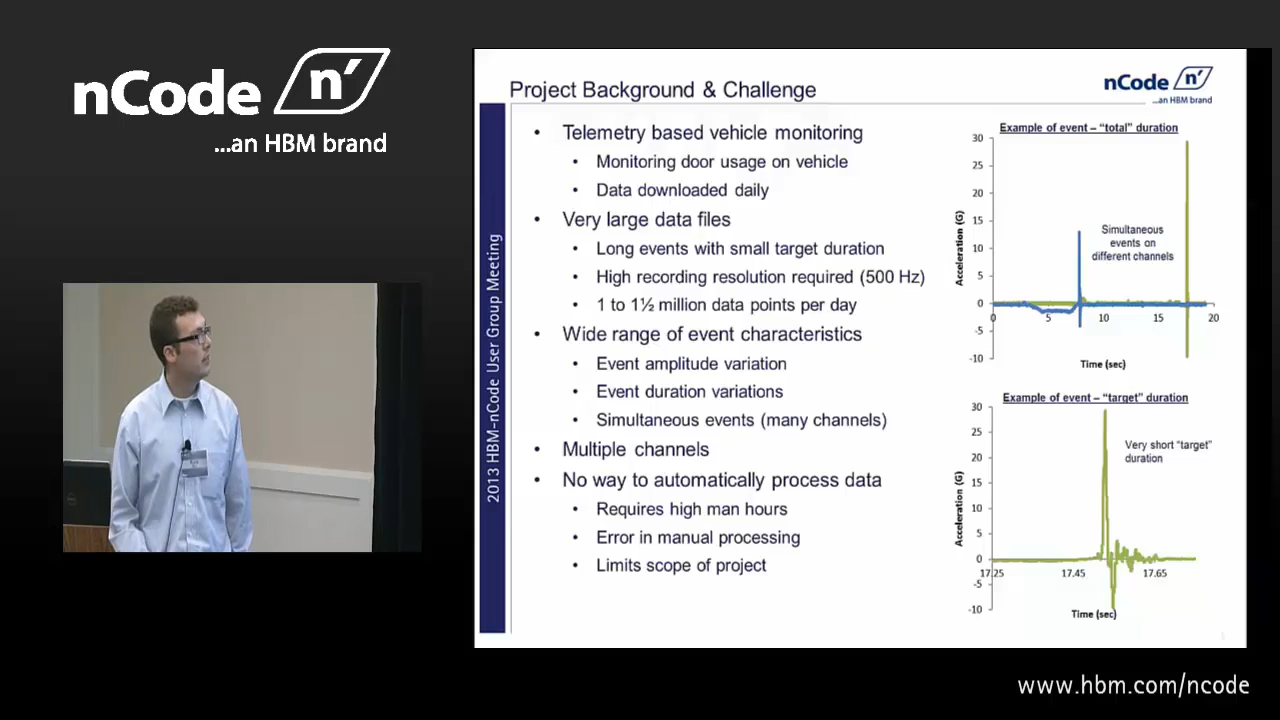 nCode n'
...an HBM brand
Project Background & Challenge
nCode n'
...an HBM brand
2013 HBM-nCode User Group Meeting
• Telemetry based vehicle monitoring
• Monitoring door usage on vehicle
• Data downloaded daily
• Very large data files
• Long events with small target duration
• High recording resolution required (500 Hz)
• 1 to 1½ million data points per day
• Wide range of event characteristics
• Event amplitude variation
• Event duration variations
• Simultaneous events (many channels)
• Multiple channels
• No way to automatically process data
• Requires high man hours
• Error in manual processing
• Limits scope of project
Example of event – “total” duration
30
25
20
15
10
5
0
-5
-10
Acceleration (G)
Simultaneous
events on
different channels
0 5 10 15 20
Time (sec)
Example of event – “target” duration
30
25
20
15
10
5
0
-5
-10
Acceleration (G)
Very short “target”
duration
17.25 17.45 17.65
Time (sec)
www.hbm.com/ncode